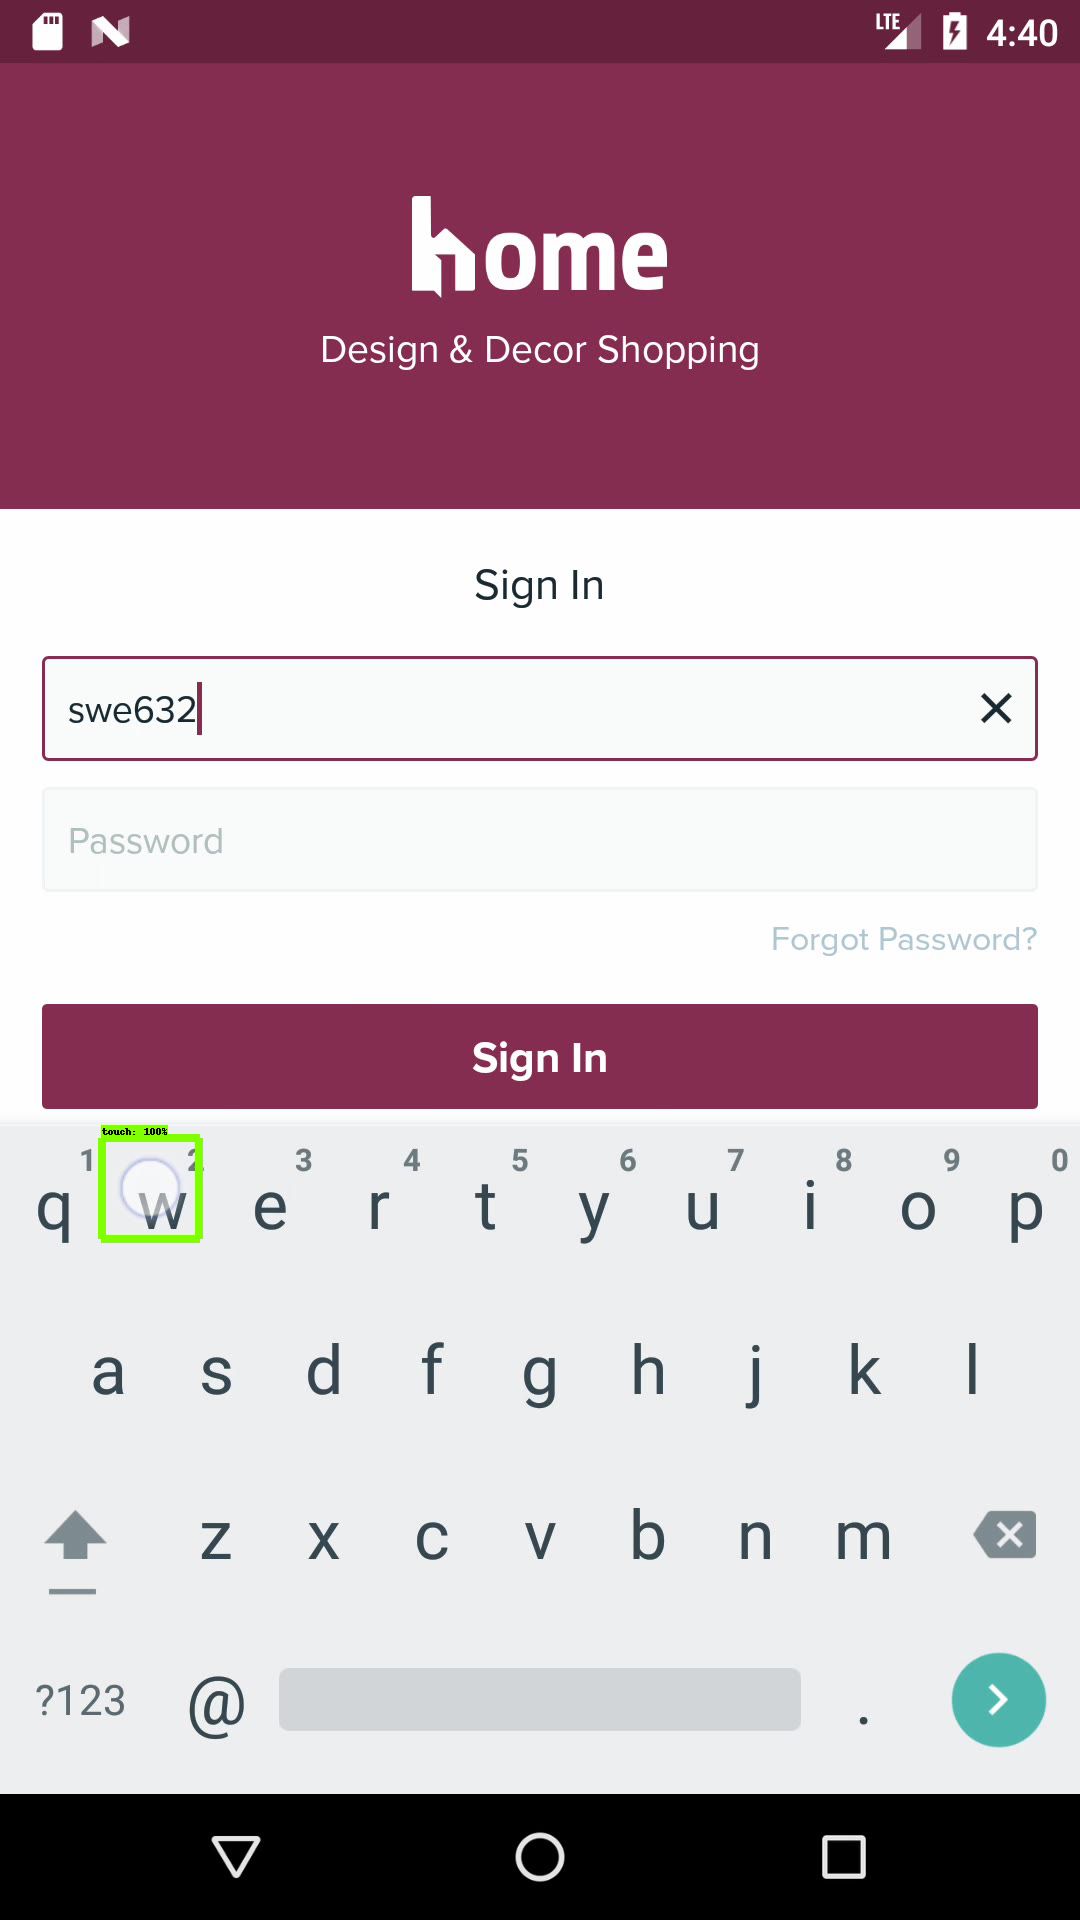 LTE 4:40
home
Design & Decor Shopping
Sign In
swe632
Password
Forgot Password?
Sign In
touch: 100%
1 2 3 4 5 6 7 8 9 0
q w e r t y u i o p
a s d f g h j k l
z x c v b n m
?123 @ .